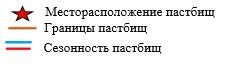 Месторасположение пастбищ
Границы пастбищ
Сезонность пастбищ